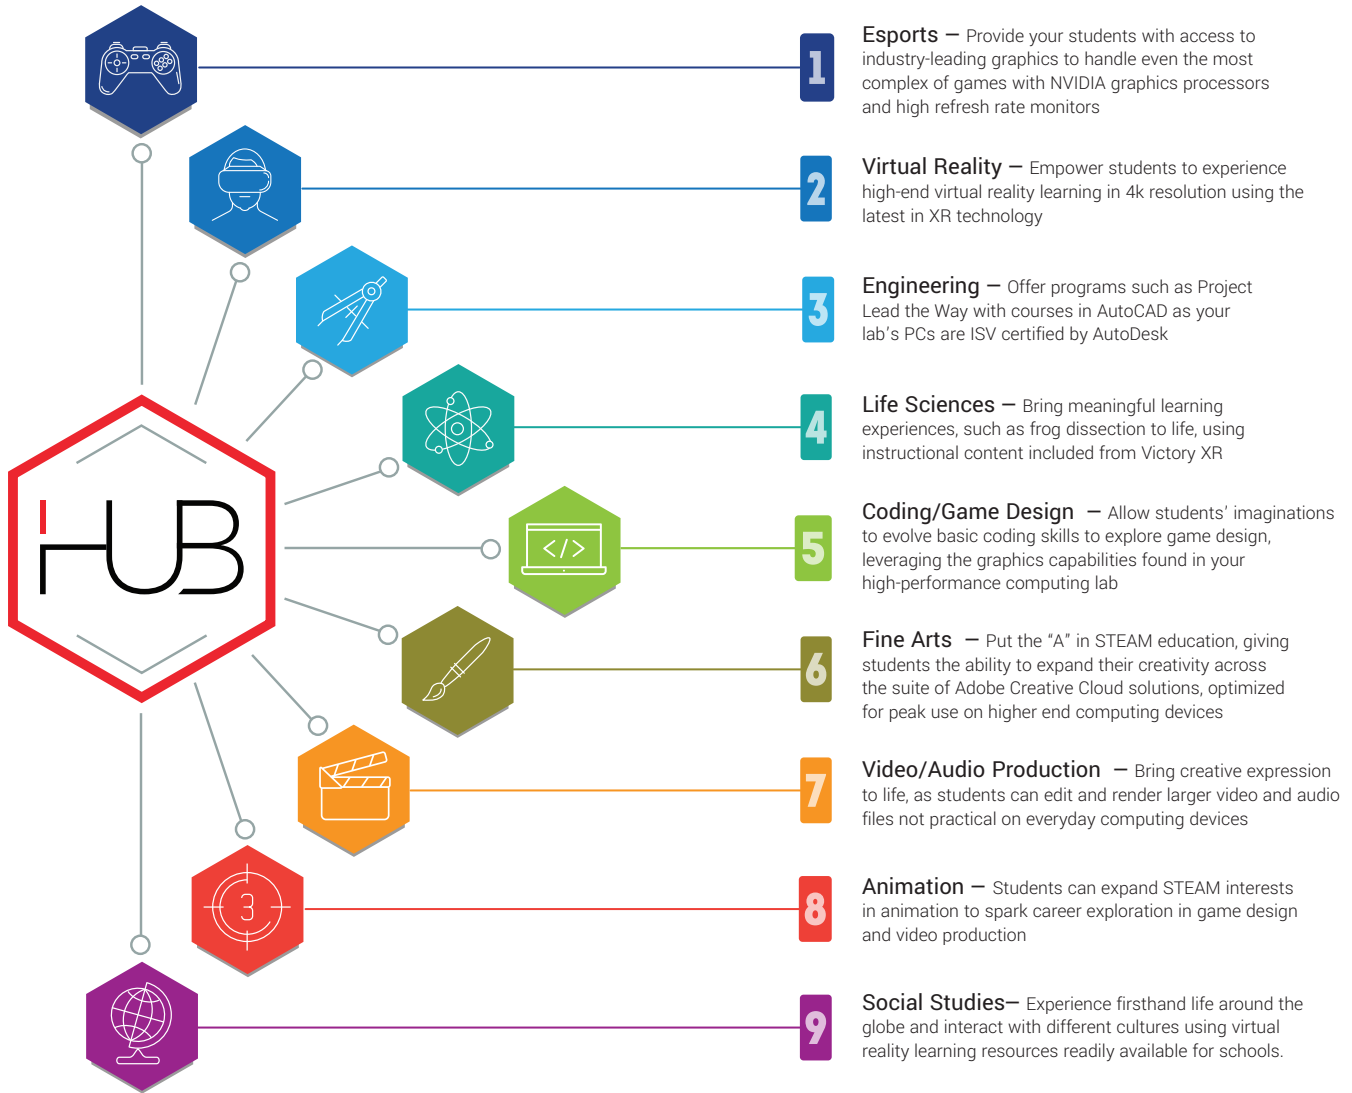 1
Esports — Provide your students with access to
industry-leading graphics to handle even the most
complex of games with NVIDIA graphics processors
and high refresh rate monitors
2
Virtual Reality — Empower students to experience
high-end virtual reality learning in 4k resolution using the
latest in XR technology
3
Engineering — Offer programs such as Project
Lead the Way with courses in AutoCAD as your
lab's PCs are ISV certified by AutoDesk
4
Life Sciences — Bring meaningful learning
experiences, such as frog dissection to life, using
instructional content included from Victory XR
iHUB
</>
5
Coding/Game Design — Allow students' imaginations
to evolve basic coding skills to explore game design,
leveraging the graphics capabilities found in your
high-performance computing lab
6
Fine Arts — Put the “A” in STEAM education, giving
students the ability to expand their creativity across
the suite of Adobe Creative Cloud solutions, optimized
for peak use on higher end computing devices
7
Video/Audio Production — Bring creative expression
to life, as students can edit and render larger video and audio
files not practical on everyday computing devices
3
8
Animation — Students can expand STEAM interests
in animation to spark career exploration in game design
and video production
9
Social Studies— Experience firsthand life around the
globe and interact with different cultures using virtual
reality learning resources readily available for schools.